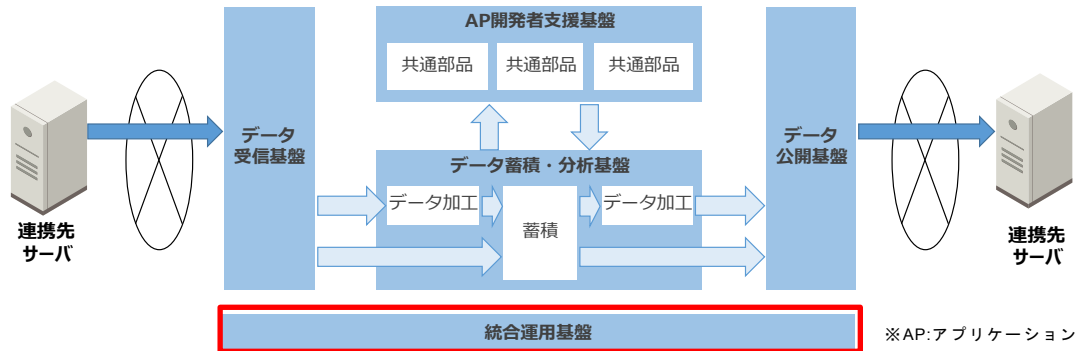 AP開発者支援基盤
共通部品
共通部品
共通部品
データ
受信基盤
データ
公開基盤
データ蓄積・分析基盤
データ加工
データ加工
蓄積
連携先
サーバ
連携先
サーバ
統合運用基盤
※AP:アプリケーション